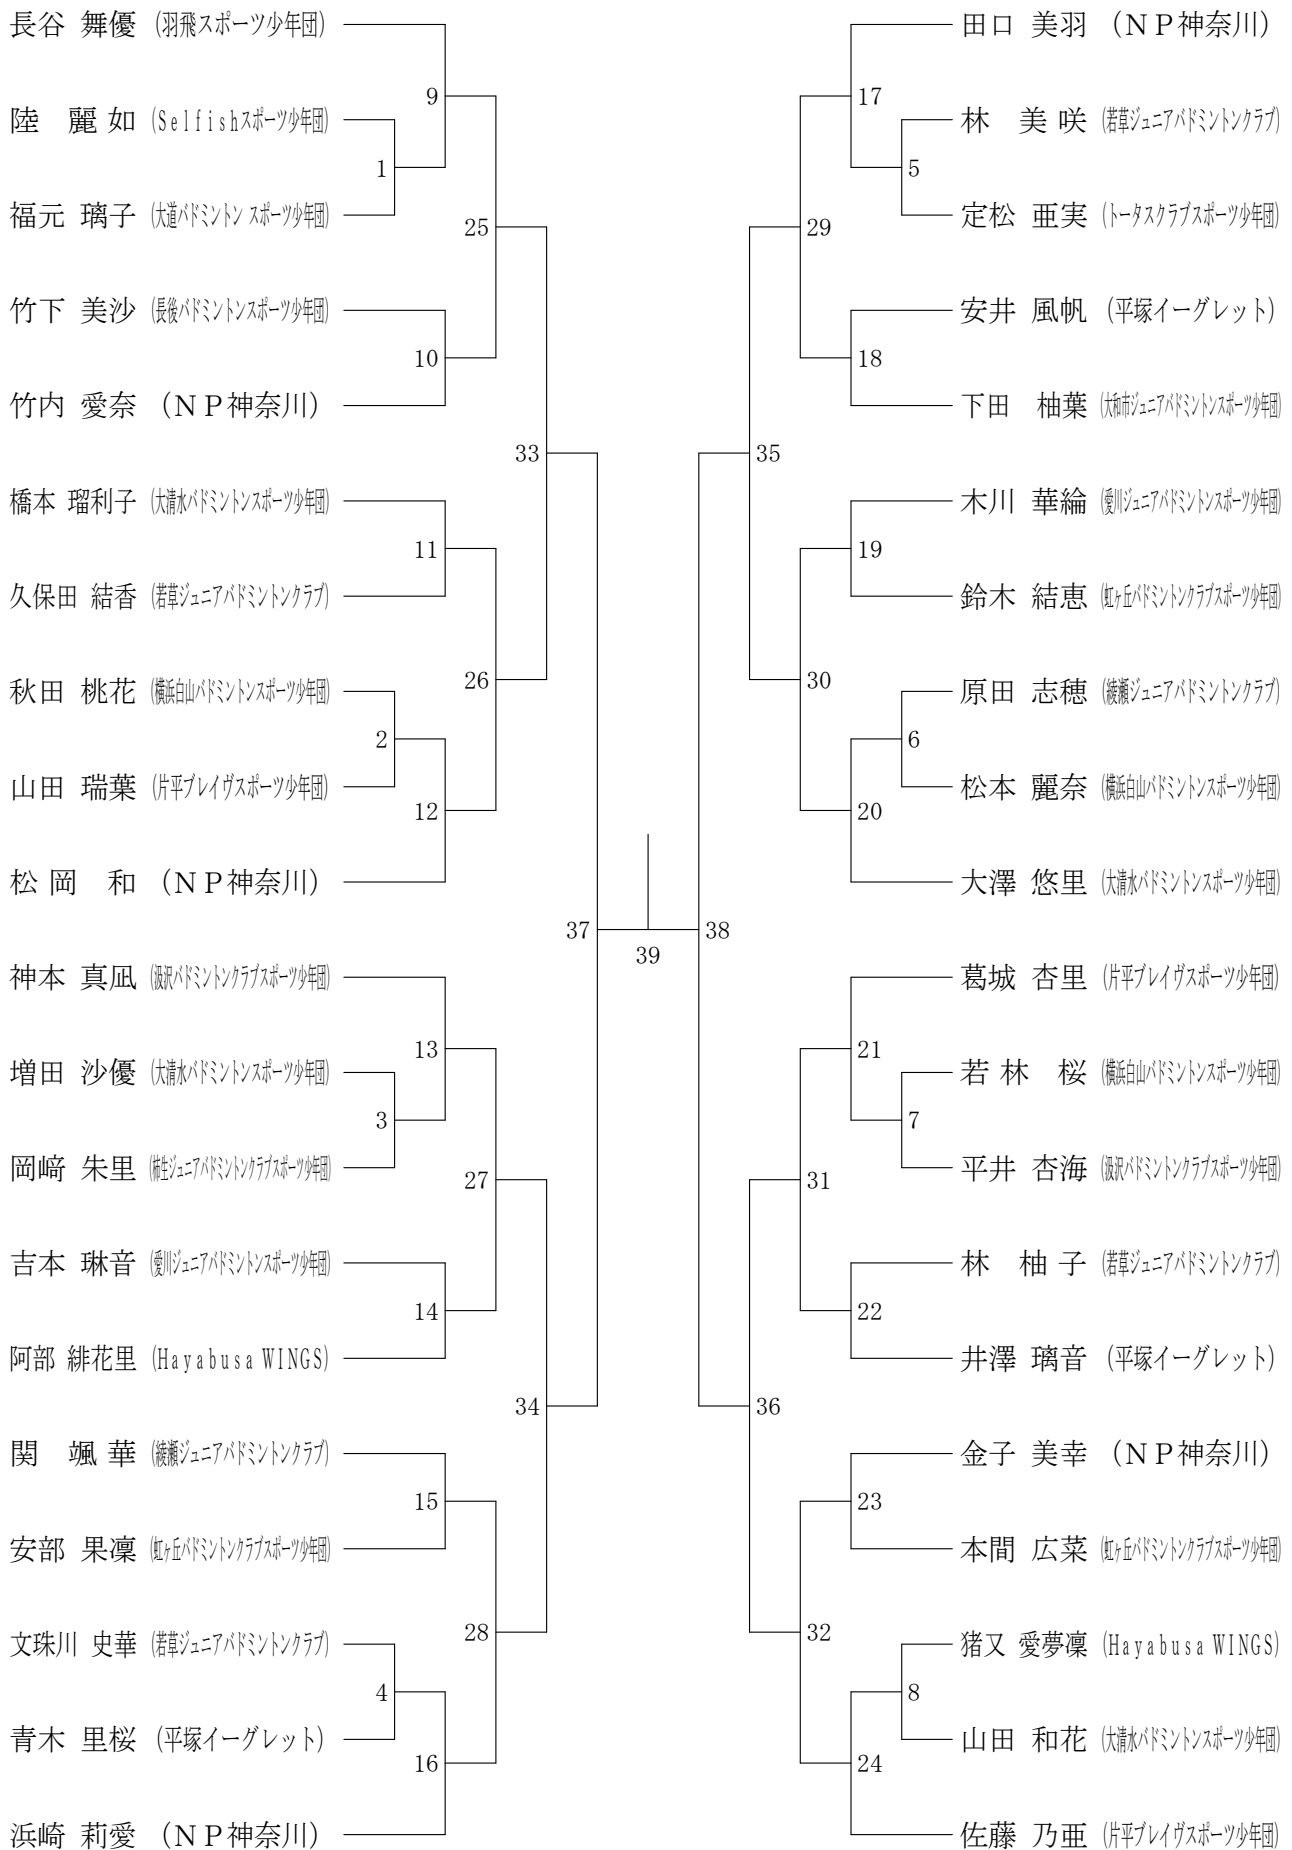 長谷 舞優 (羽飛スポーツ少年団)
9
陸 麗如 (Selfishスポーツ少年団)
1
福元 璃子 (大道バドミントン スポーツ少年団)
25
竹下 美沙 (長後バドミントンスポーツ少年団)
10
竹内 愛奈 (ＮＰ神奈川)
33
橋本 瑠利子 (大清水バドミントンスポーツ少年団)
11
久保田 結香 (若草ジュニアバドミントンクラブ)
26
秋田 桃花 (横浜白山バドミントンスポーツ少年団)
2
山田 瑞葉 (片平ブレイヴスポーツ少年団)
12
松岡 和 (ＮＰ神奈川)
37
神本 真凪 (汲沢バドミントンクラブスポーツ少年団)
13
増田 沙優 (大清水バドミントンスポーツ少年団)
3
岡﨑 朱里 (柿生ジュニアバドミントンクラブスポーツ少年団)
27
吉本 琳音 (愛川ジュニアバドミントンスポーツ少年団)
14
阿部 緋花里 (Hayabusa WINGS)
34
関 颯華 (綾瀬ジュニアバドミントンクラブ)
15
安部 果凜 (虹ヶ丘バドミントンクラブスポーツ少年団)
28
文珠川 史華 (若草ジュニアバドミントンクラブ)
4
青木 里桜 (平塚イーグレット)
16
浜崎 莉愛 (ＮＰ神奈川)
39
田口 美羽 (ＮＰ神奈川)
17
林 美咲 (若草ジュニアバドミントンクラブ)
5
定松 亜実 (トータスクラブスポーツ少年団)
29
安井 風帆 (平塚イーグレット)
18
下田 柚葉 (大和市ジュニアバドミントンスポーツ少年団)
35
木川 華綸 (愛川ジュニアバドミントンスポーツ少年団)
19
鈴木 結恵 (虹ヶ丘バドミントンクラブスポーツ少年団)
30
原田 志穂 (綾瀬ジュニアバドミントンクラブ)
6
松本 麗奈 (横浜白山バドミントンスポーツ少年団)
20
大澤 悠里 (大清水バドミントンスポーツ少年団)
38
葛城 杏里 (片平ブレイヴスポーツ少年団)
21
若林 桜 (横浜白山バドミントンスポーツ少年団)
7
平井 杏海 (汲沢バドミントンクラブスポーツ少年団)
31
林 柚子 (若草ジュニアバドミントンクラブ)
22
井澤 璃音 (平塚イーグレット)
36
金子 美幸 (ＮＰ神奈川)
23
本間 広菜 (虹ヶ丘バドミントンクラブスポーツ少年団)
32
猪又 愛夢凜 (Hayabusa WINGS)
8
山田 和花 (大清水バドミントンスポーツ少年団)
24
佐藤 乃亜 (片平ブレイヴスポーツ少年団)